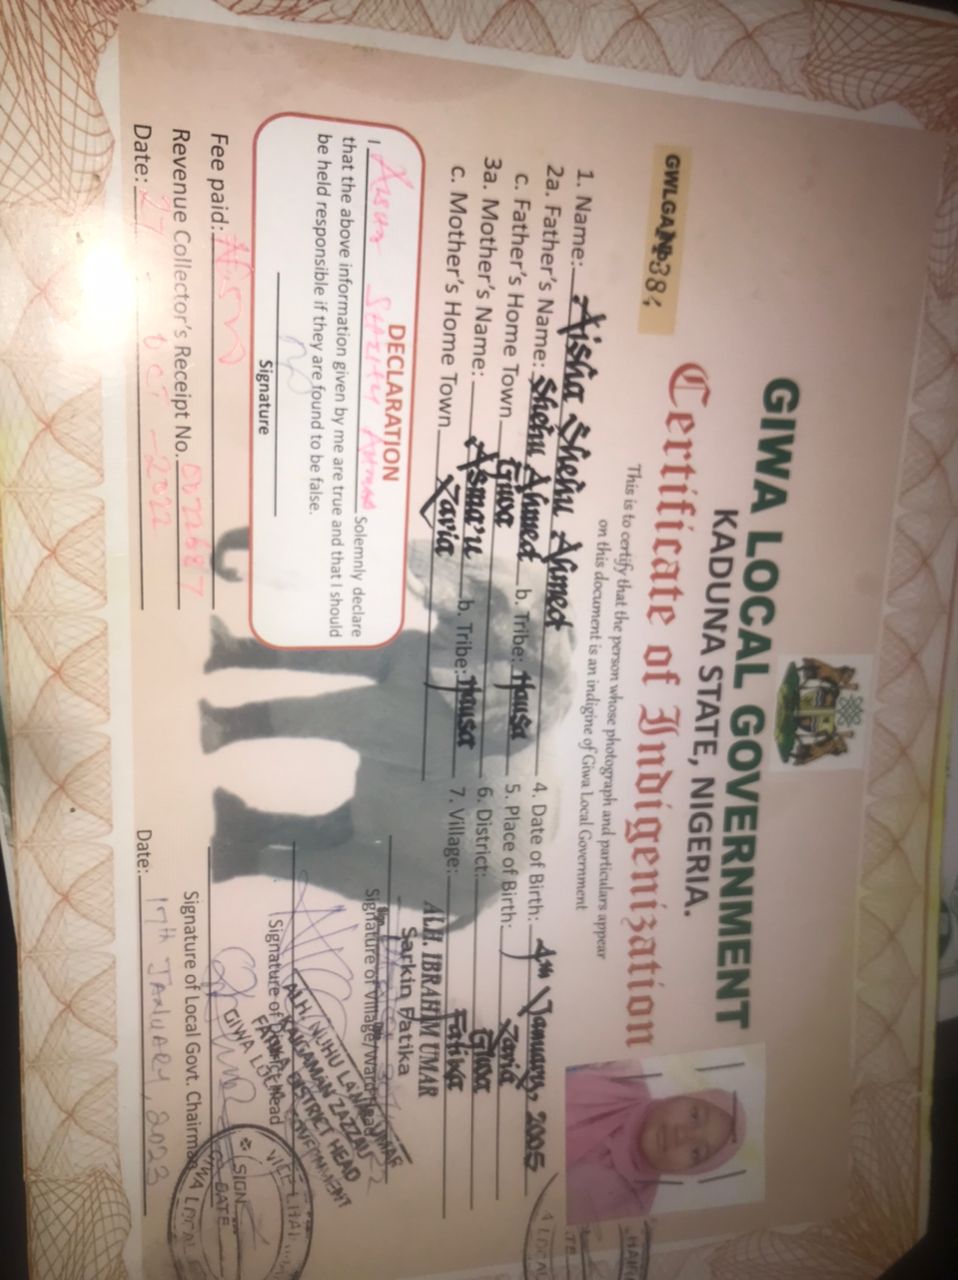 GIWA LOCAL GOVERNMENT
KADUNA STATE, NIGERIA.
Certificate of Indigenization
This is to certify that the person whose photograph and particulars appear
on this document is an indigine of Giwa Local Government
GWLGA
1. Name: Aisha Shehu Ahmed
2a. Father's Name: Shehu Ahmed b. Tribe: Hausa
c. Father's Home Town Giwa
3a. Mother's Name: Asma'u b. Tribe: Hausa
c. Mother's Home Town Zaria
4. Date of Birth: 4th January, 2005
5. Place of Birth: Zaria
6. District: Giwa
7. Village: Fatika
DECLARATION
I Aisha Shehu Ahmed Solemnly declare
that the above information given by me are true and that I should
be held responsible if they are found to be false.
Signature
Fee paid:
Revenue Collector's Receipt No. 0022687
Date: 27 Oct - 2022
ALH. IBRAHIM UMAR
Sarkin Fatika
Signature of Village/Ward Head
ALH. NUHU LAWAL UMAR
FATIKA DISTRICT HEAD
GIWA LOCAL GOVERNMENT
Signature of District Head
Signature of Local Govt. Chairman
Date: 17th January, 2023
SIGN
DATE